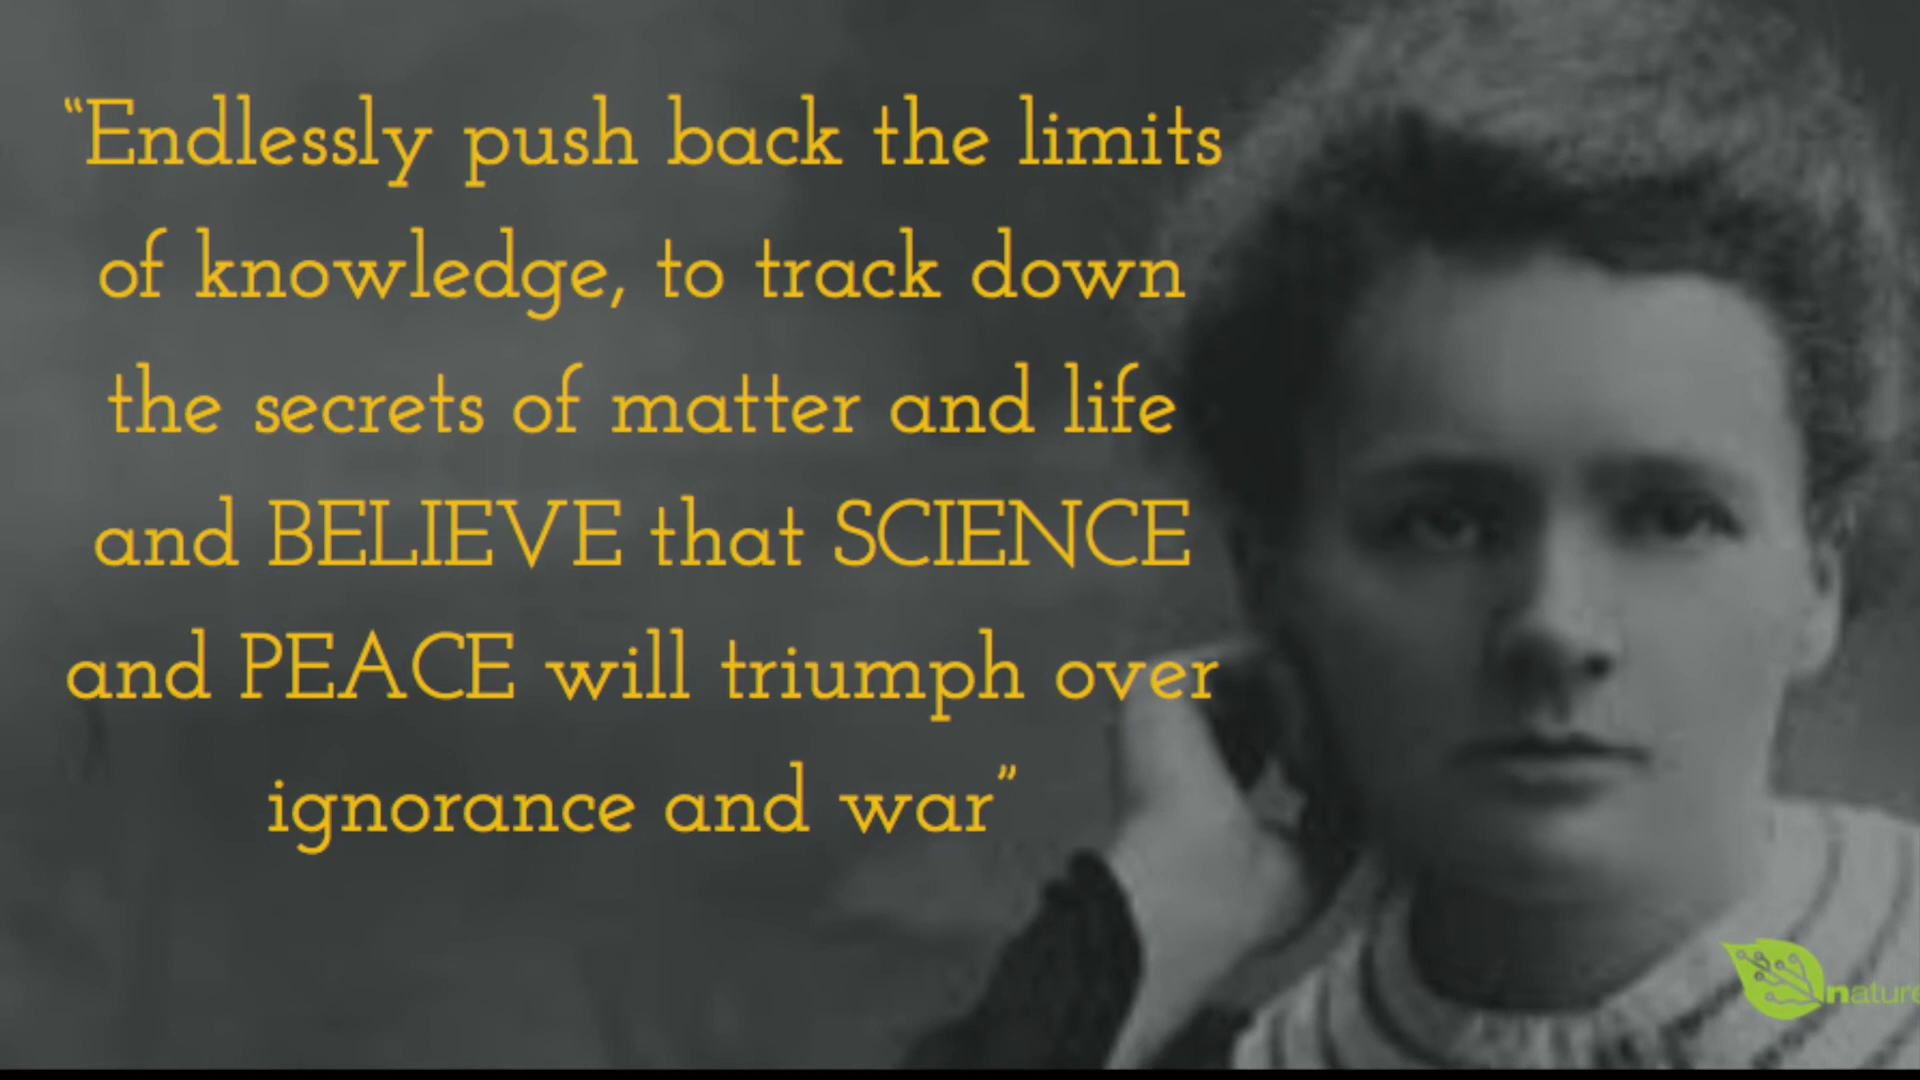 “Endlessly push back the limits
of knowledge, to track down
the secrets of matter and life
and BELIEVE that SCIENCE
and PEACE will triumph over
ignorance and war”
nature